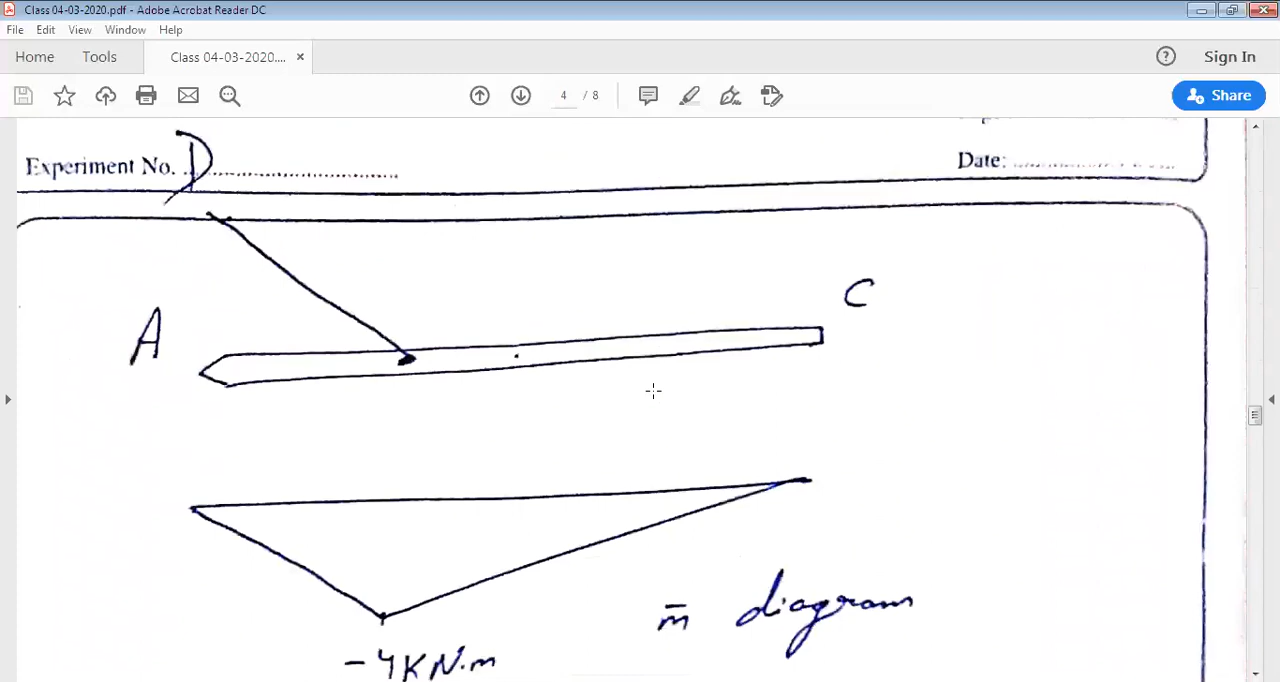 Class 04-03-2020.pdf - Adobe Acrobat Reader DC
File Edit View Window Help
Home Tools Class 04-03-2020.... × Sign In
4 / 8 Share
Experiment No. D Date:
C
A
m̄ diagram
-4KN.m